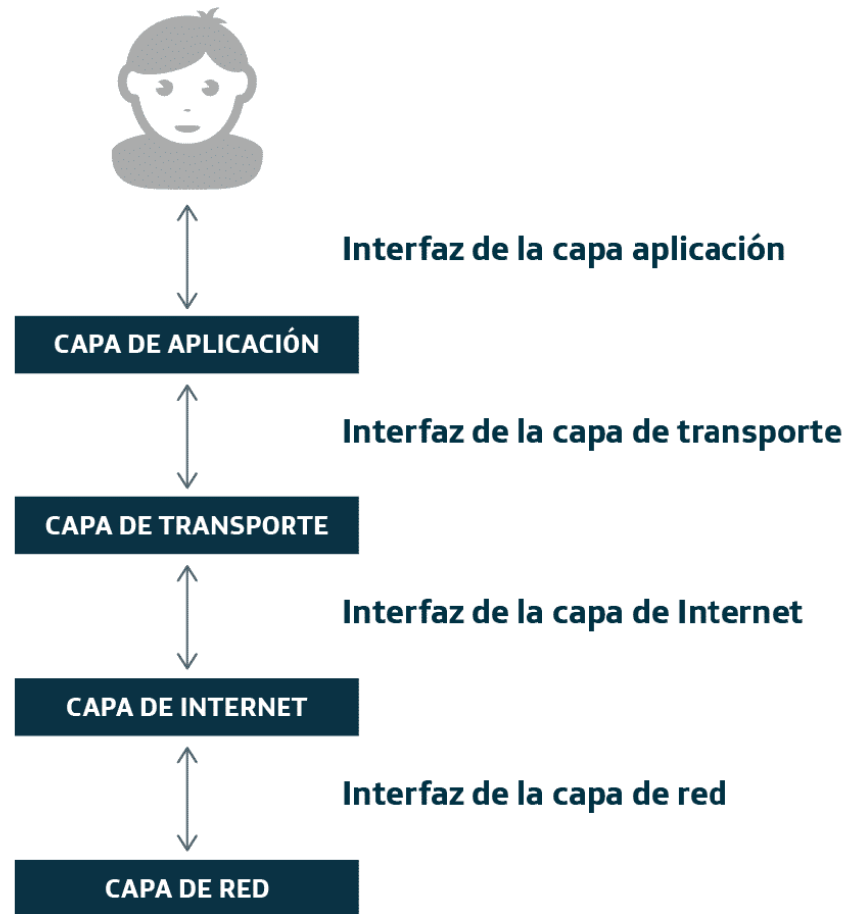 Interfaz de la capa aplicación
CAPA DE APLICACIÓN
Interfaz de la capa de transporte
CAPA DE TRANSPORTE
Interfaz de la capa de Internet
CAPA DE INTERNET
Interfaz de la capa de red
CAPA DE RED